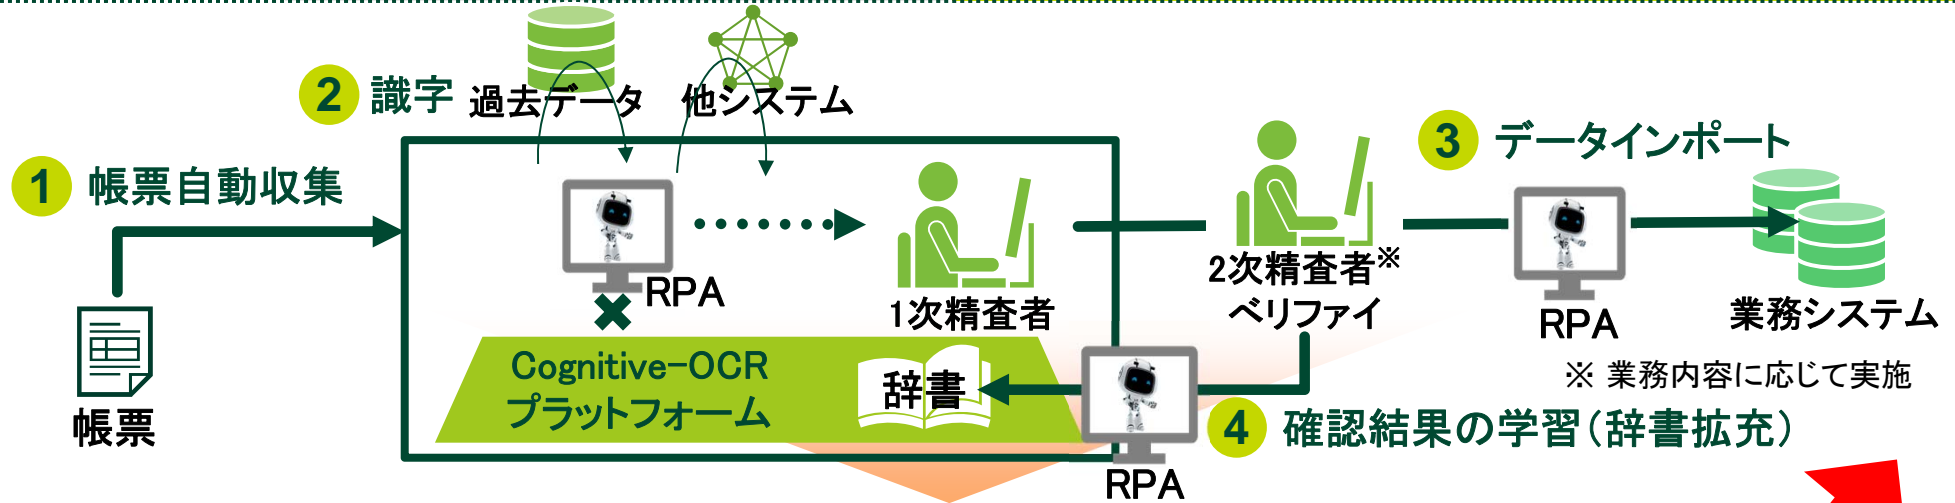 1 帳票自動収集
帳票
2 識字
過去データ
他システム
RPA
1次精査者
Cognitive-OCR
プラットフォーム
辞書
2次精査者※
ベリファイ
3 データインポート
RPA
業務システム
※ 業務内容に応じて実施
4 確認結果の学習(辞書拡充)
RPA